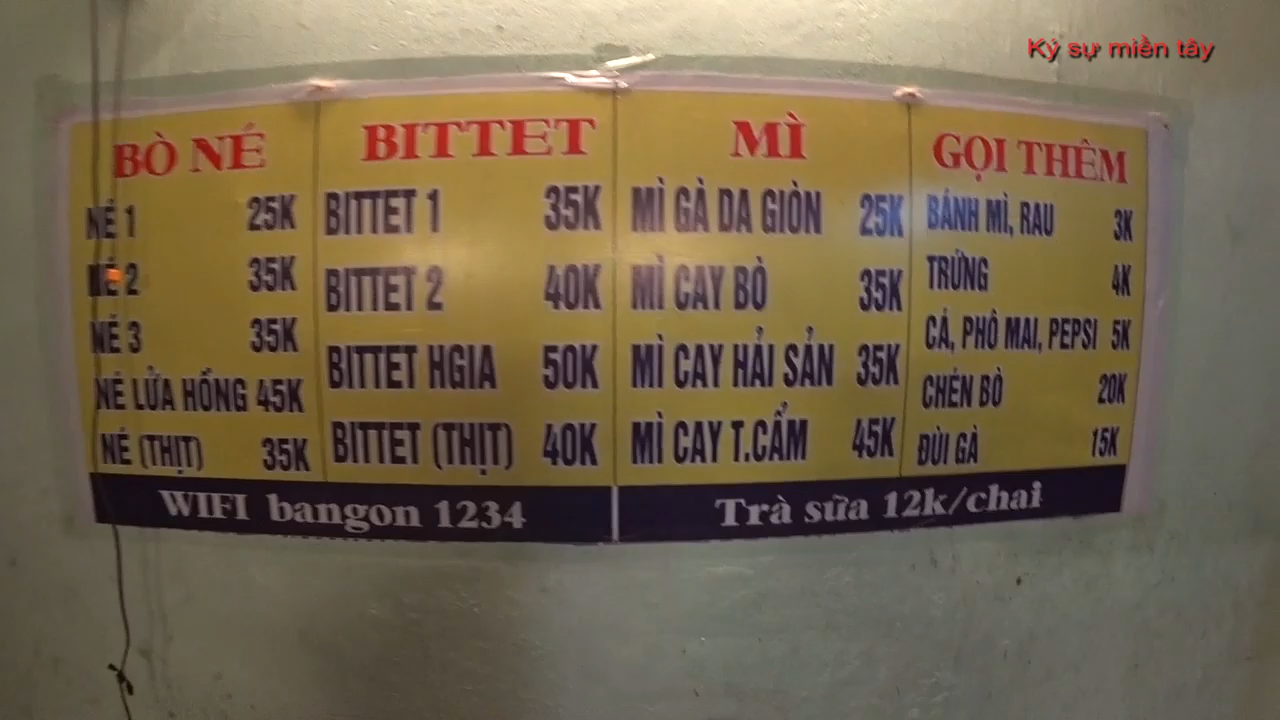 Ký sự miền tây
BÒ NÉ
NÉ 1 25K
NÉ 2 35K
NÉ 3 35K
NÉ LỬA HỒNG 45K
NÉ (THỊT) 35K
BITTET
BITTET 1 35K
BITTET 2 40K
BITTET HGIA 50K
BITTET (THỊT) 40K
MÌ
MÌ GÀ DA GIÒN 25K
MÌ CAY BÒ 35K
MÌ CAY HẢI SẢN 35K
MÌ CAY T.CẨM 45K
GỌI THÊM
BÁNH MÌ, RAU 3K
TRỨNG 4K
CÁ, PHÔ MAI, PEPSI 5K
CHÉN BÒ 20K
ĐÙI GÀ 15K
WIFI bangon 1234
Trà sữa 12k/chai